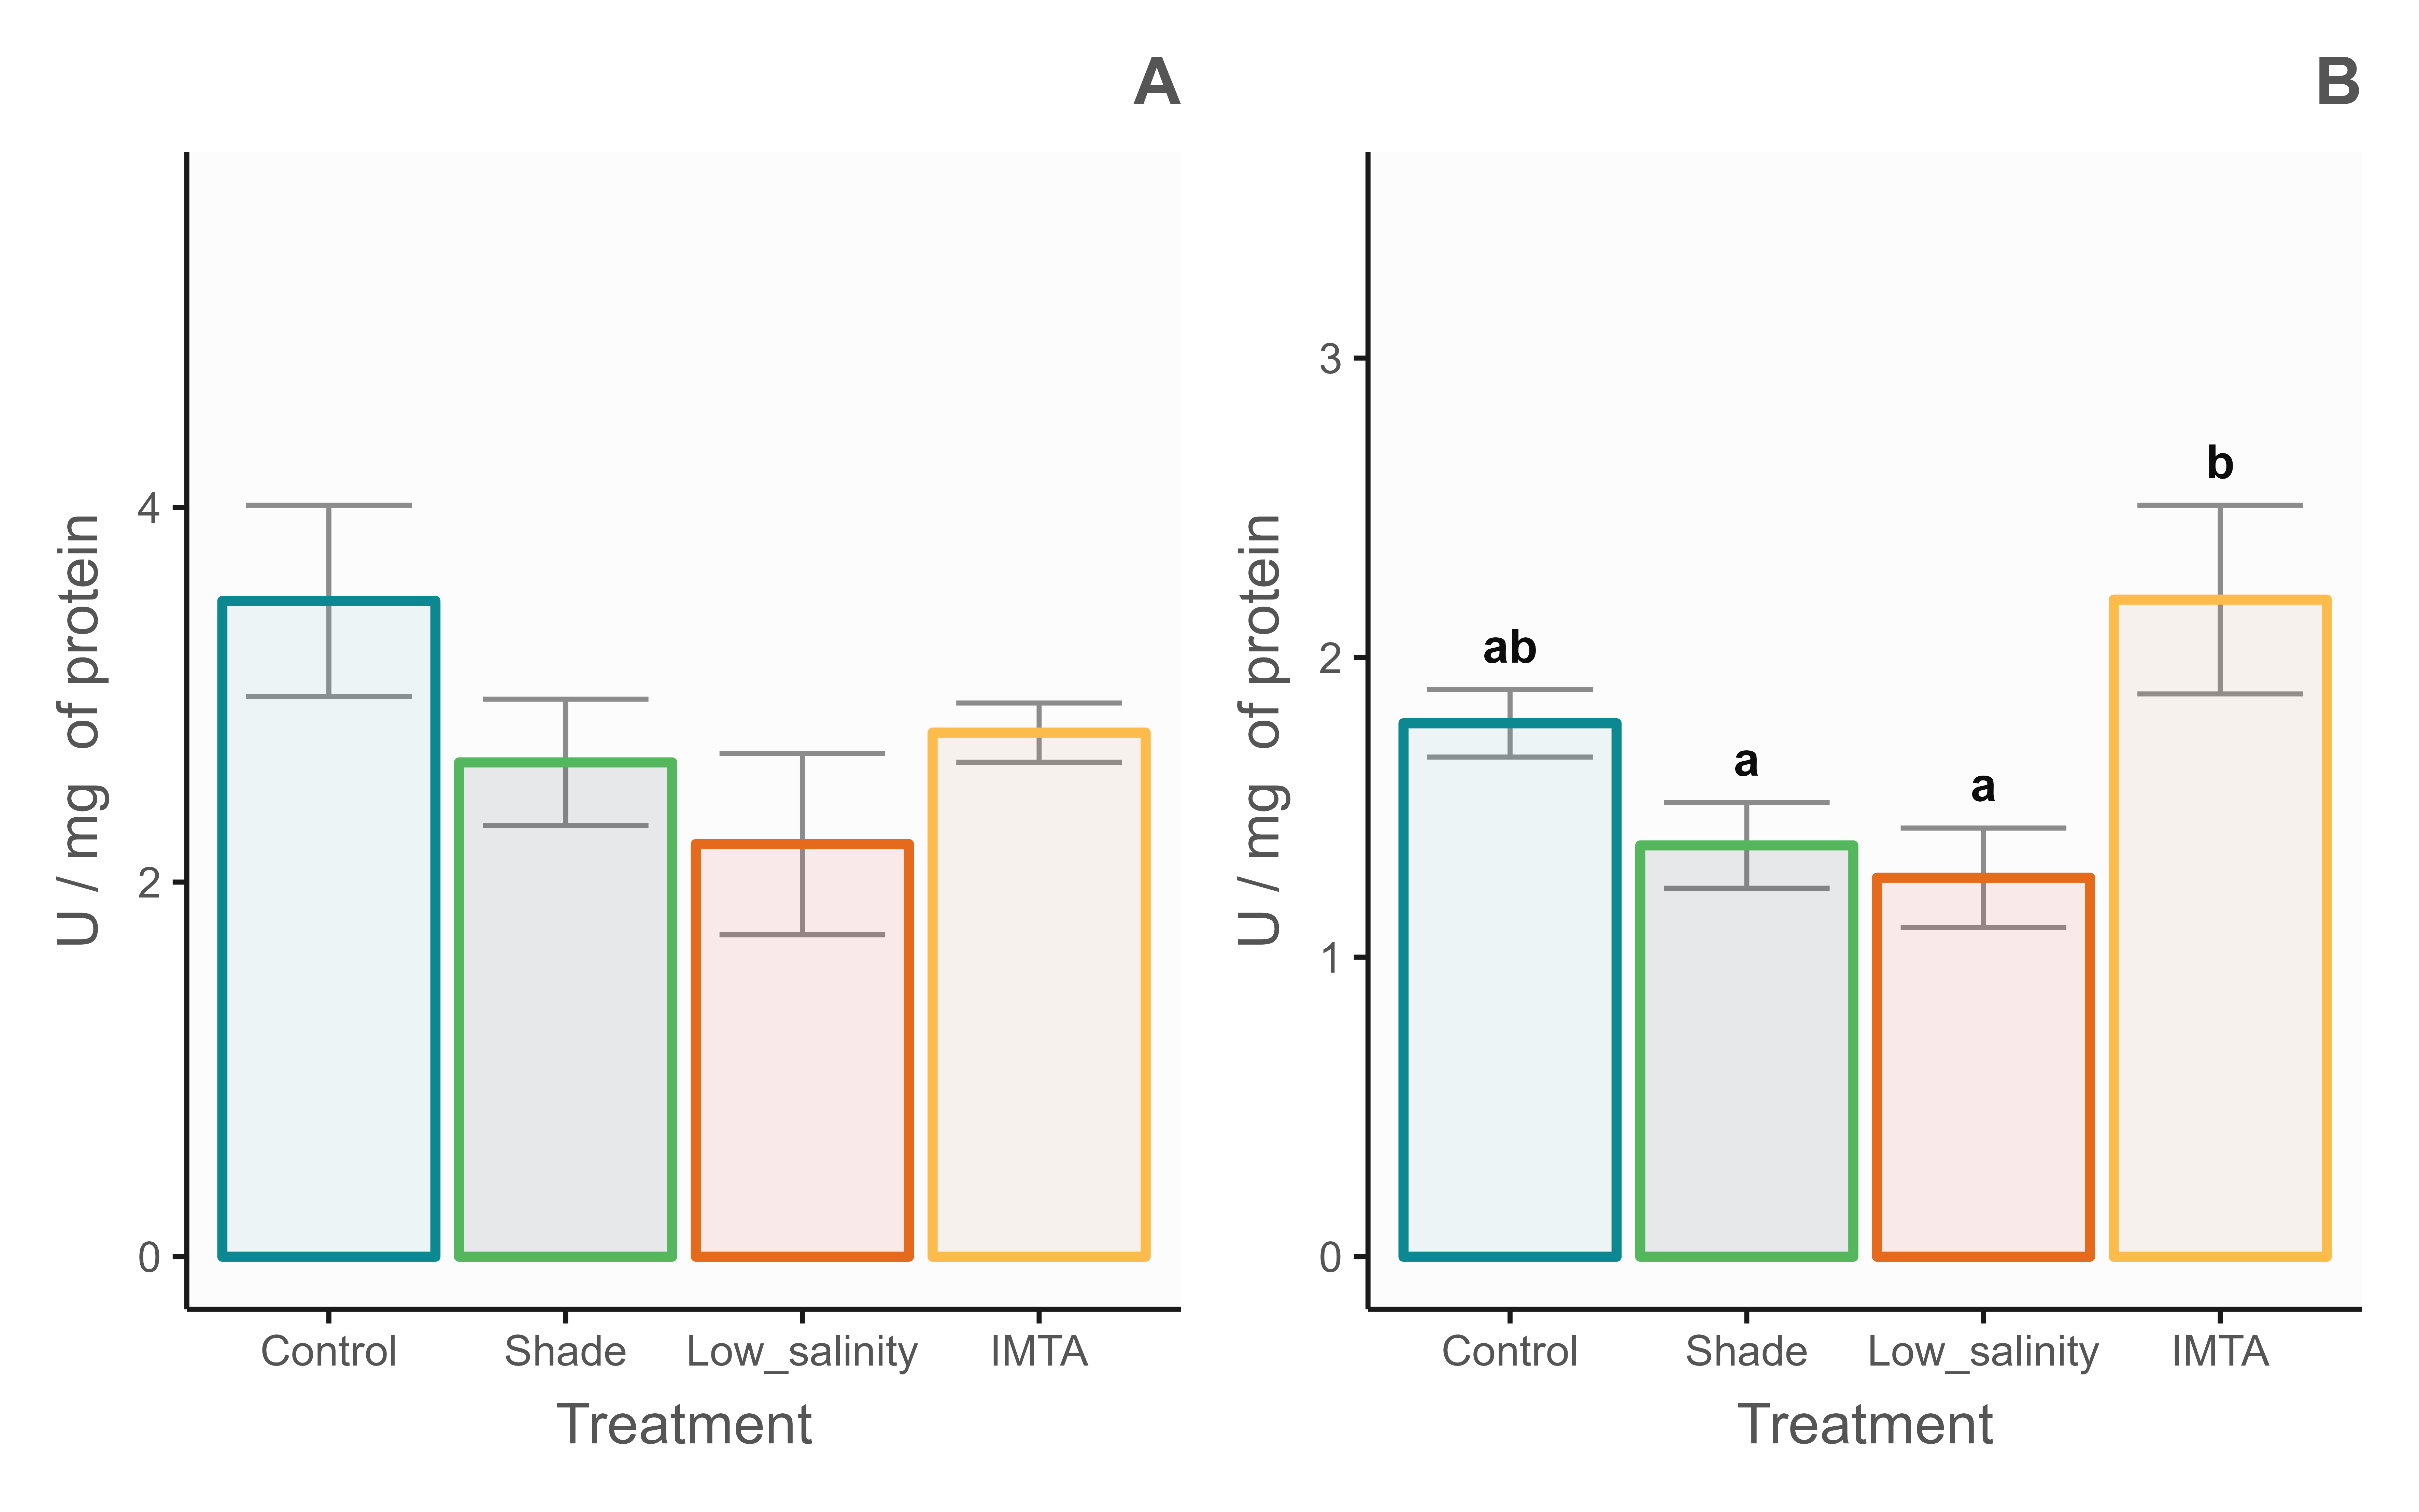 A
U / mg of protein
4
2
0
Control Shade Low_salinity IMTA
Treatment
B
U / mg of protein
3
2
1
0
ab
a
a
b
Control Shade Low_salinity IMTA
Treatment